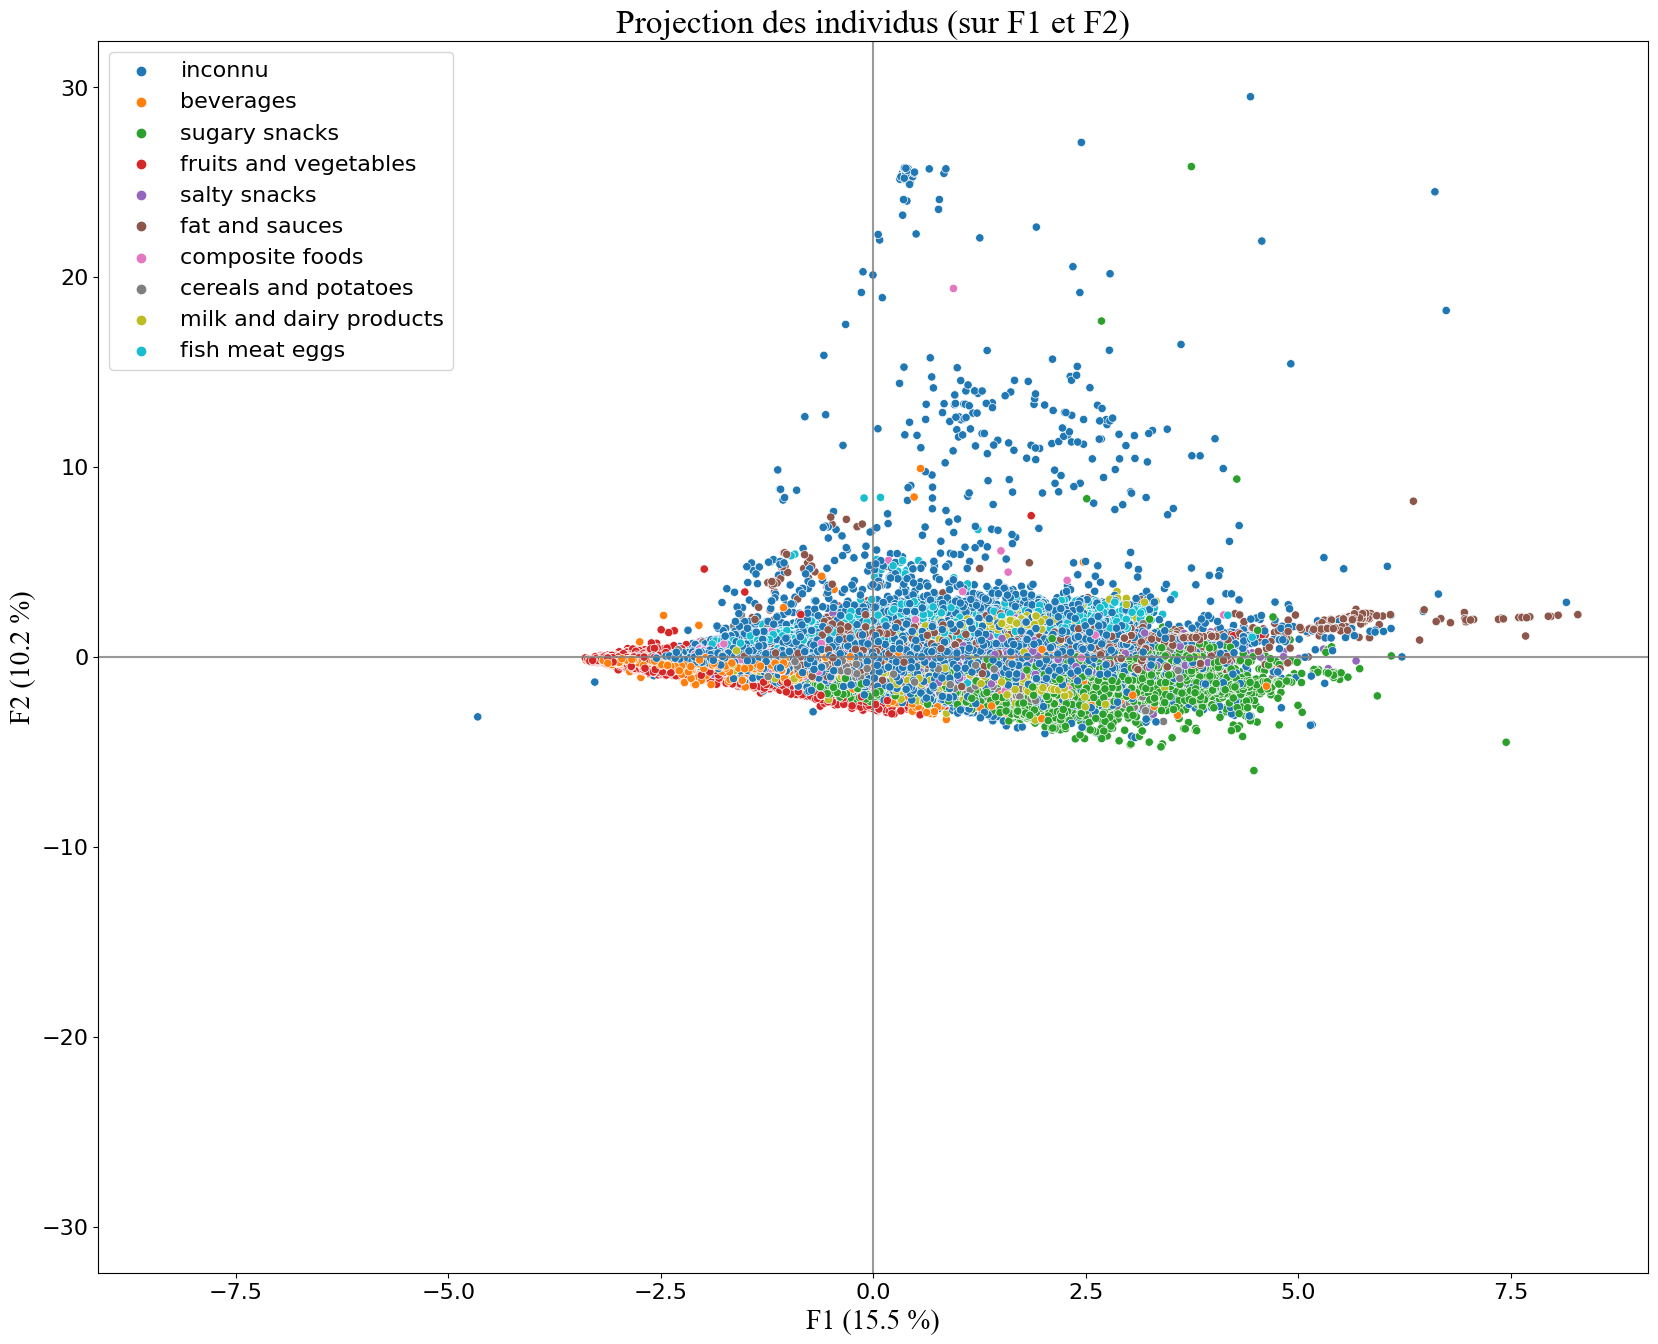 Projection des individus (sur F1 et F2)
inconnu
beverages
sugary snacks
fruits and vegetables
salty snacks
fat and sauces
composite foods
cereals and potatoes
milk and dairy products
fish meat eggs
30
20
10
0
−10
−20
−30
F2 (10.2 %)
−7.5 −5.0 −2.5 0.0 2.5 5.0 7.5
F1 (15.5 %)